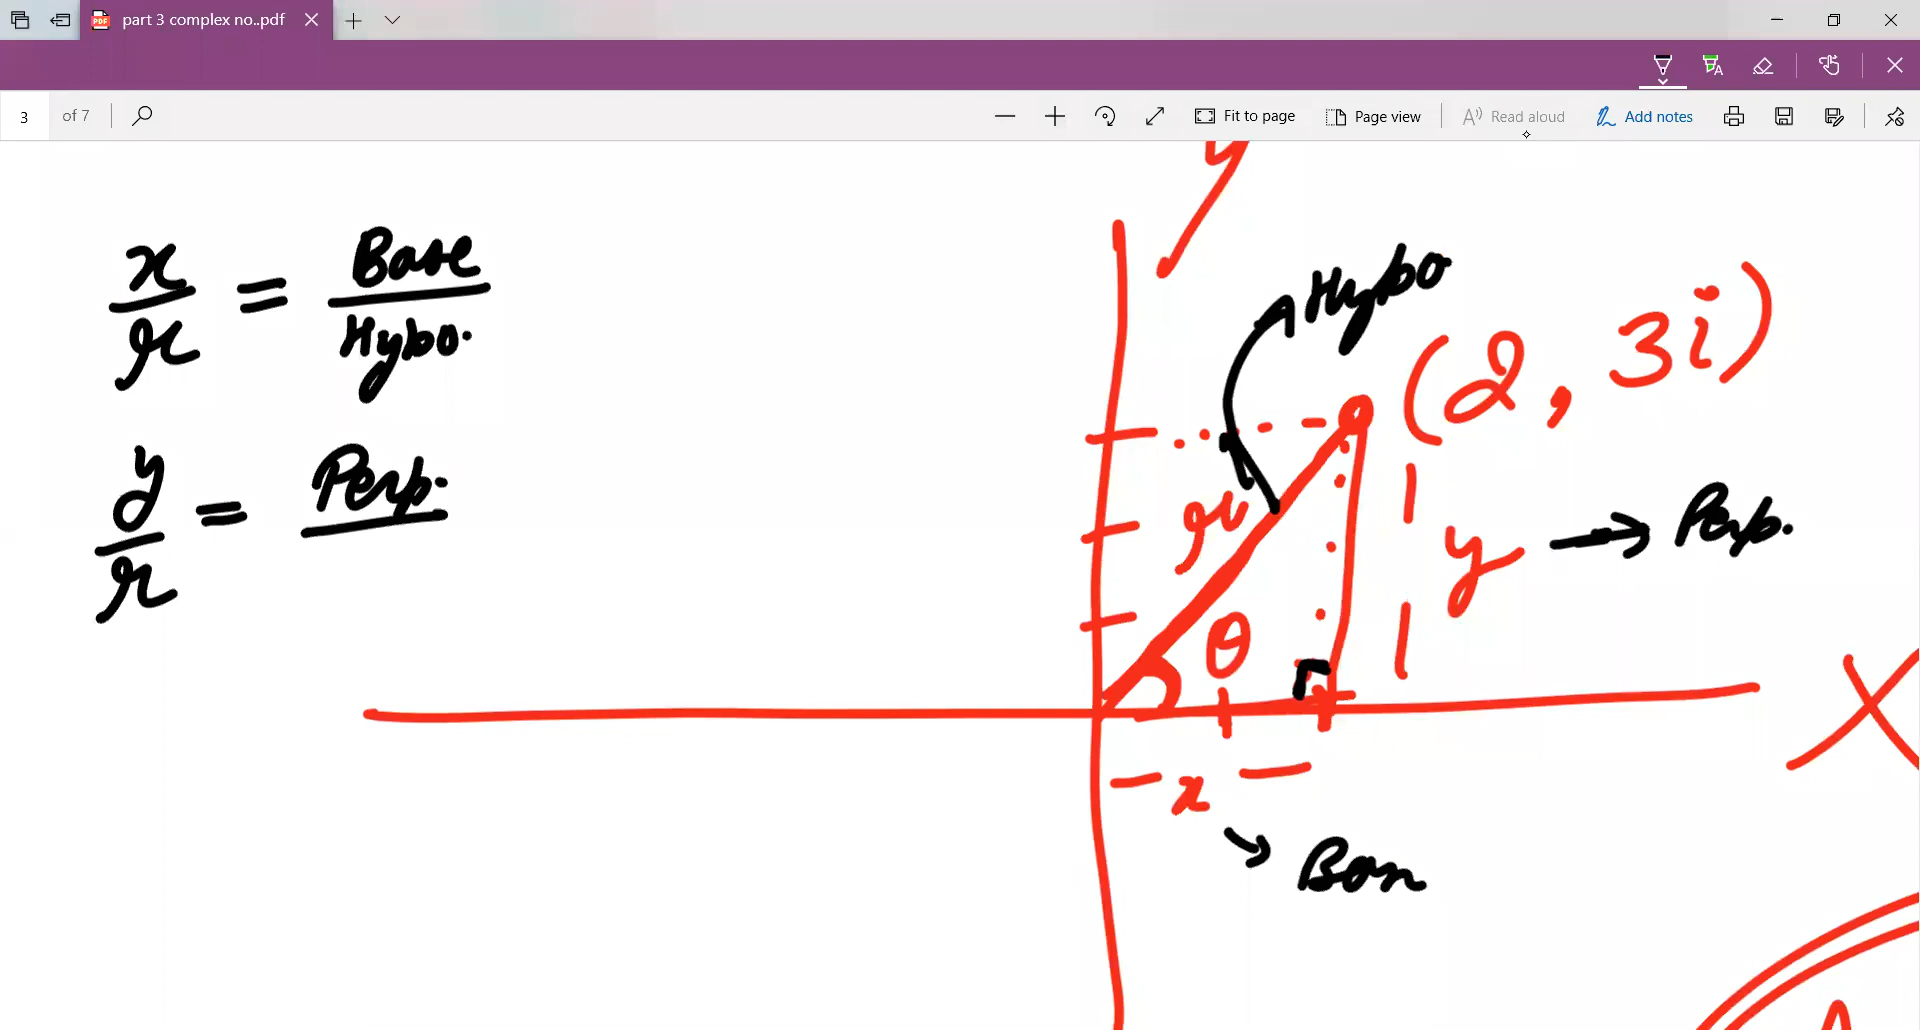 part 3 complex no..pdf
3 of 7
Fit to page
Page view
Read aloud
Add notes
y
x/r = Base/Hypo.
y/r = Perp.
Hypo
(2, 3i)
r
y → Perp.
θ
X
x
→ Base